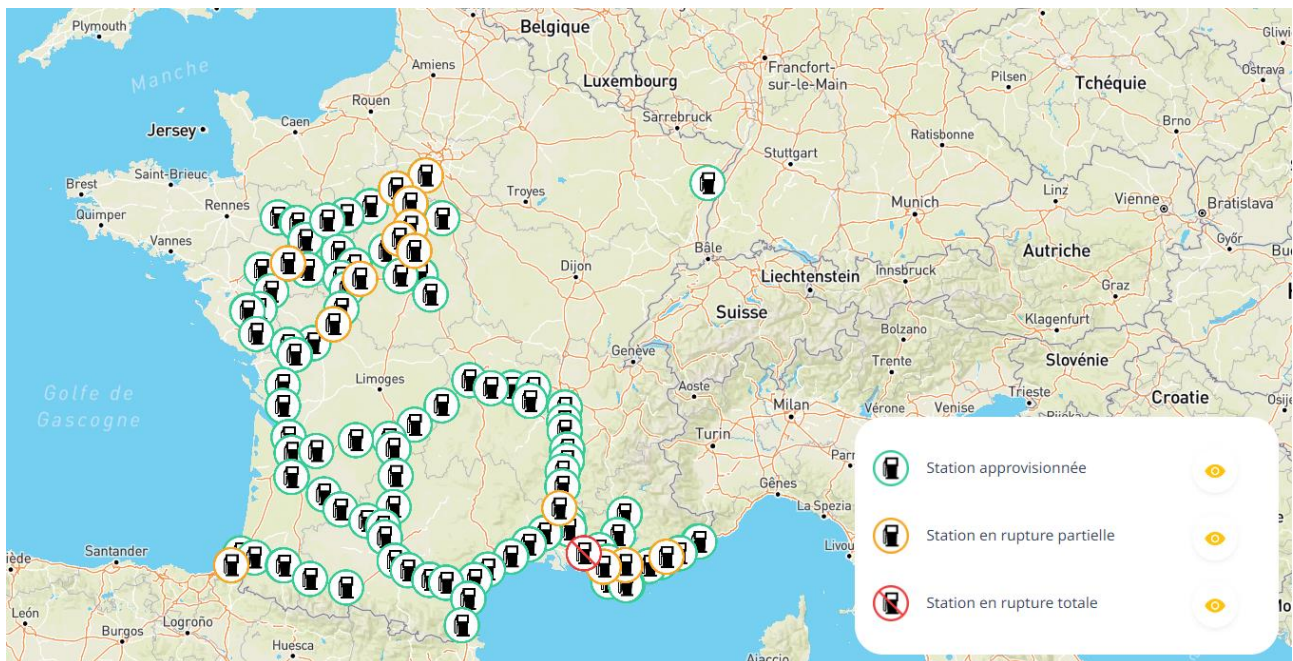 Plymouth
Belgique
Gliwi
Manche
Amiens
Luxembourg
Francfort-
sur-le-Main
Pilsen
Tchéquie
Ostrava
Rouen
Jersey
Caen
Sarrebruck
Ratisbonne
Brno
Stuttgart
Brest
Saint-Brieuc
Quimper
Rennes
Troyes
Linz
Vienne
Bratislava
Munich
Vannes
Győr
Bâle
Autriche
Dijon
Liechtenstein
Innsbruck
Graz
Suisse
Klagenfurt
Bolzano
Genève
Trente
Slovénie
Limoges
Aoste
Milan
Vérone
Venise
Trieste
Croatie
Osije
Golfe de
Gascogne
Rijeka
Turin
Gênes
La Spezia
Station approvisionnée
Santander
Station en rupture partielle
León
Burgos
Logroño
Huesca
Station en rupture totale
Ajaccio